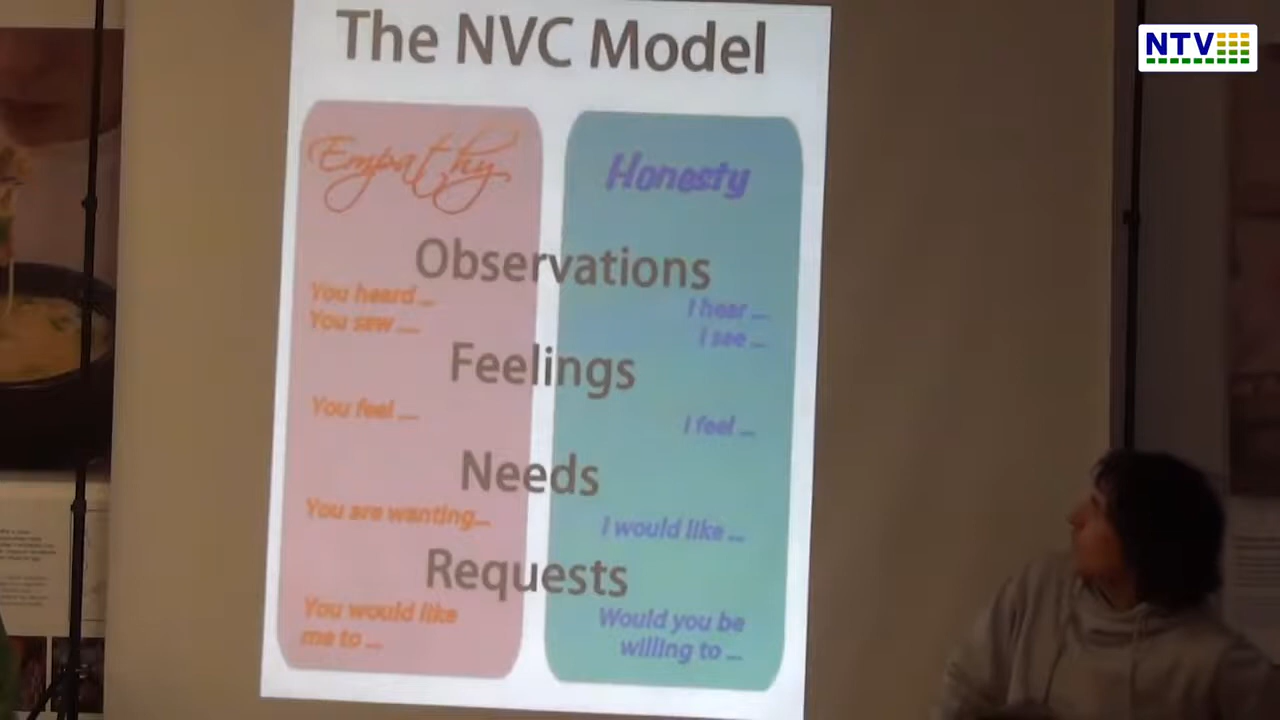 NTV
The NVC Model
Empathy
Honesty
Observations
You heard ...
You saw ...
I hear ...
I see ...
Feelings
You feel ...
I feel ...
Needs
You are wanting...
I would like ...
Requests
You would like
me to ...
Would you be
willing to ...